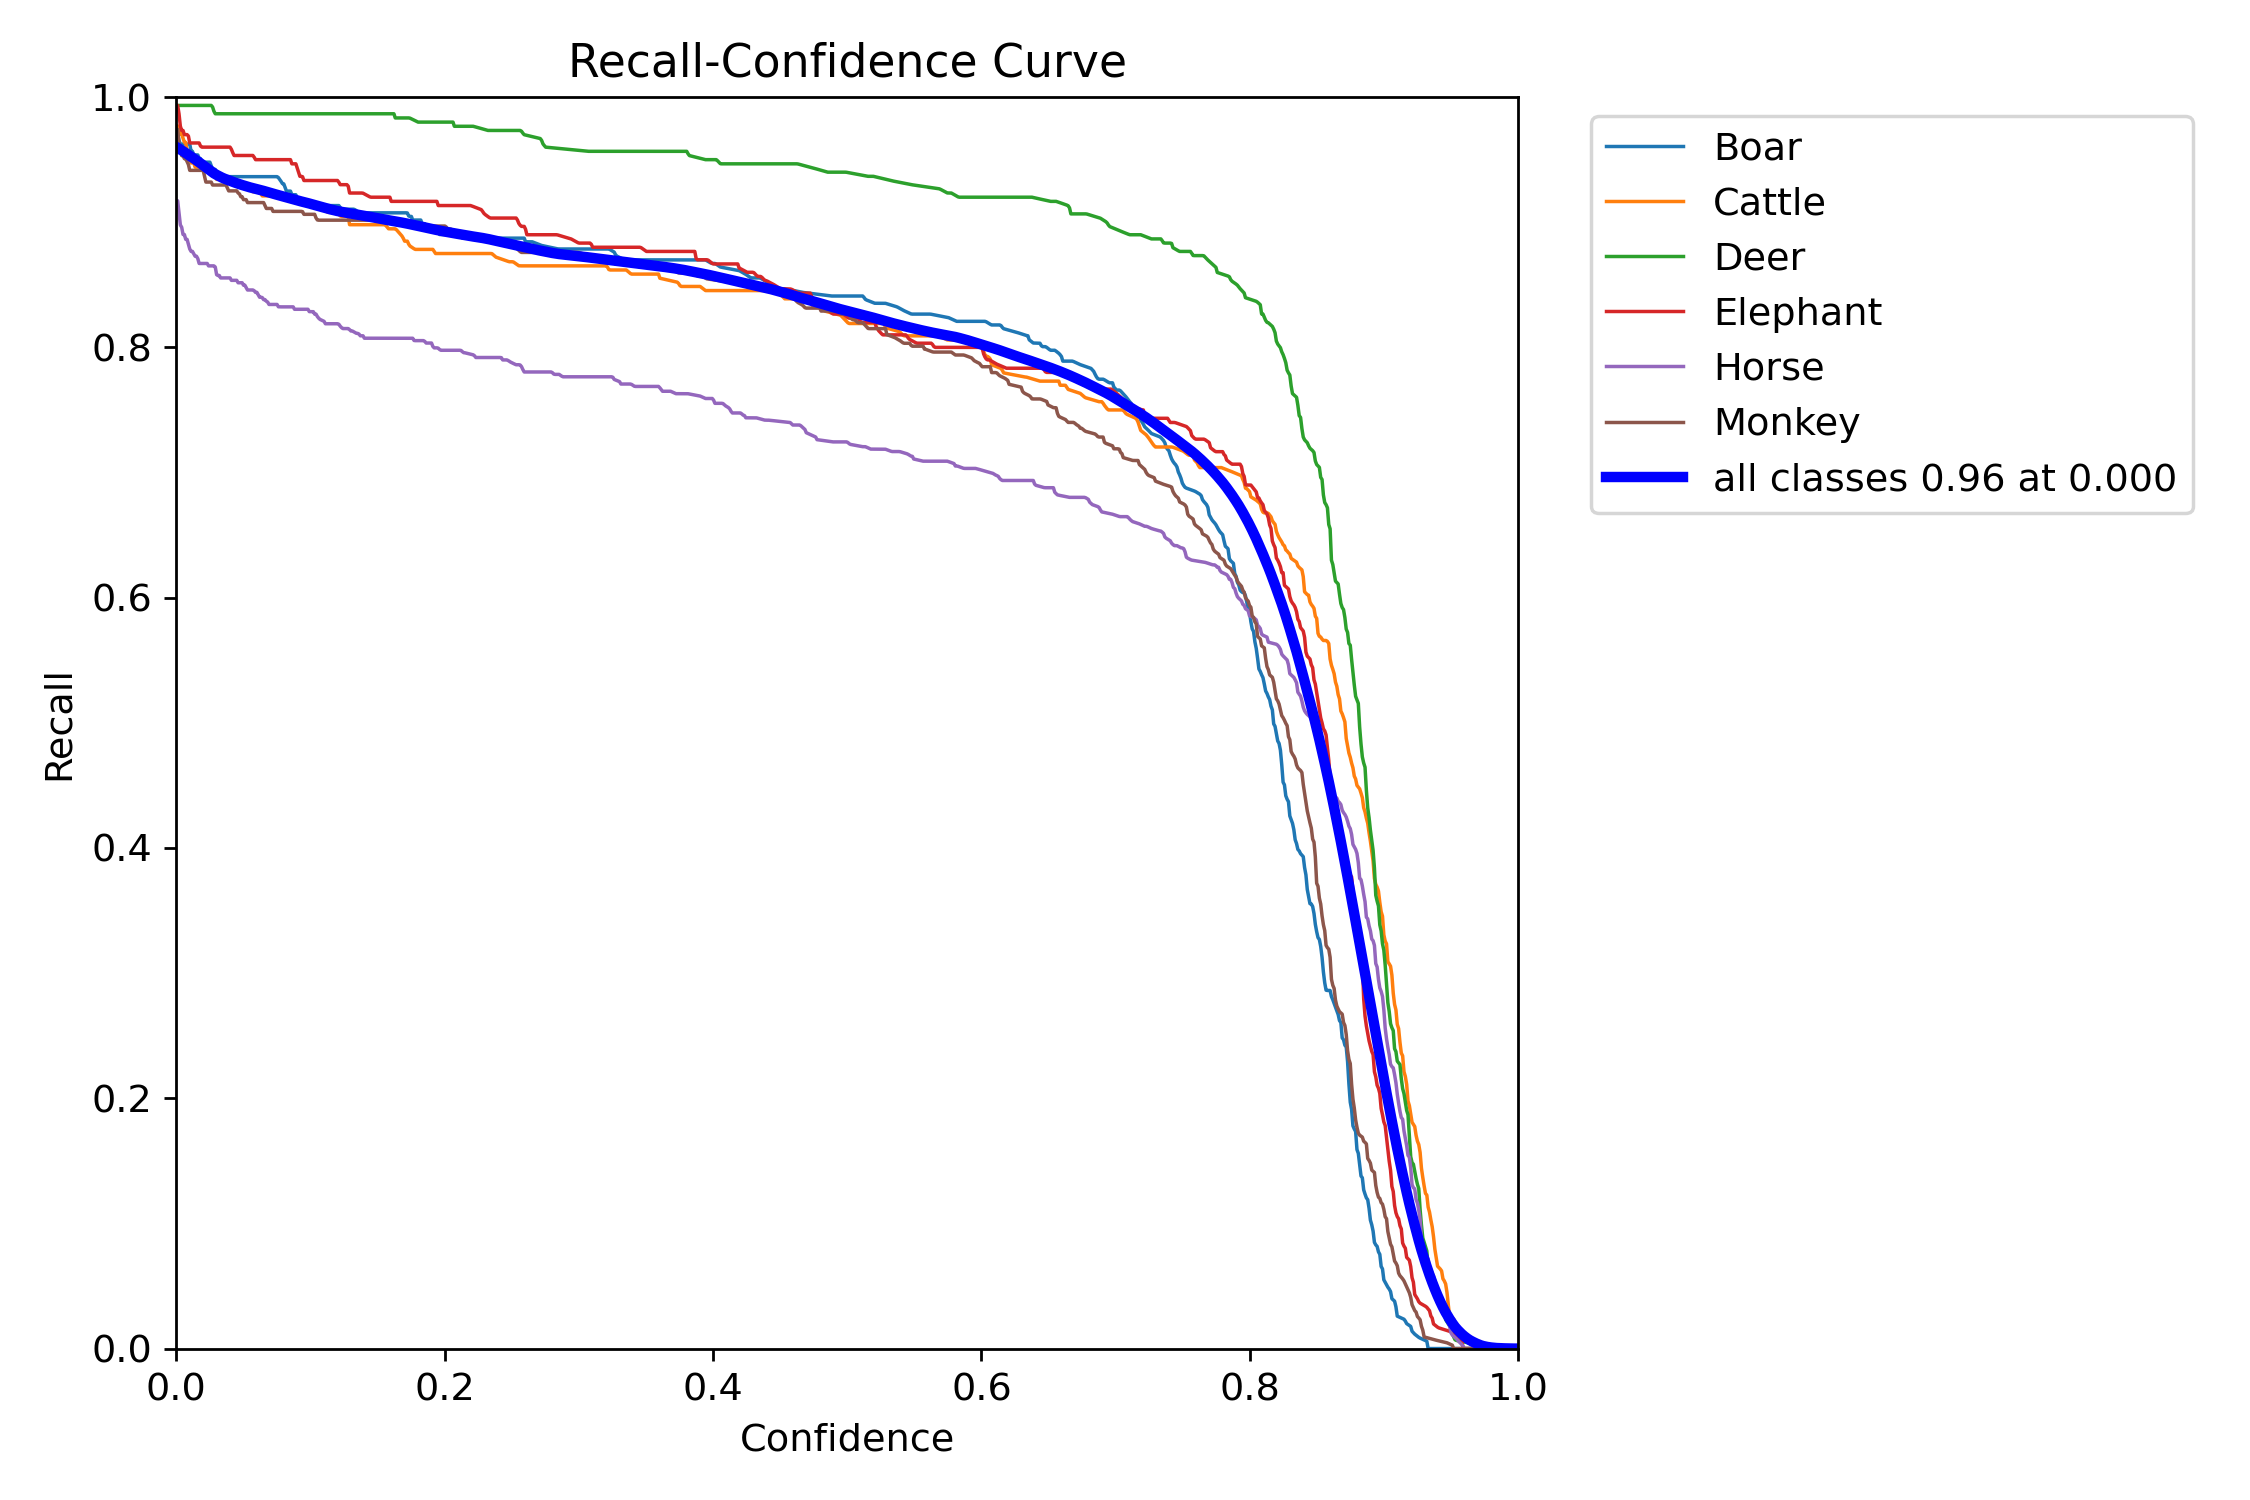 Recall-Confidence Curve
1.0
0.8
0.6
0.4
0.2
0.0
Recall
0.0 0.2 0.4 0.6 0.8 1.0
Confidence
Boar
Cattle
Deer
Elephant
Horse
Monkey
all classes 0.96 at 0.000